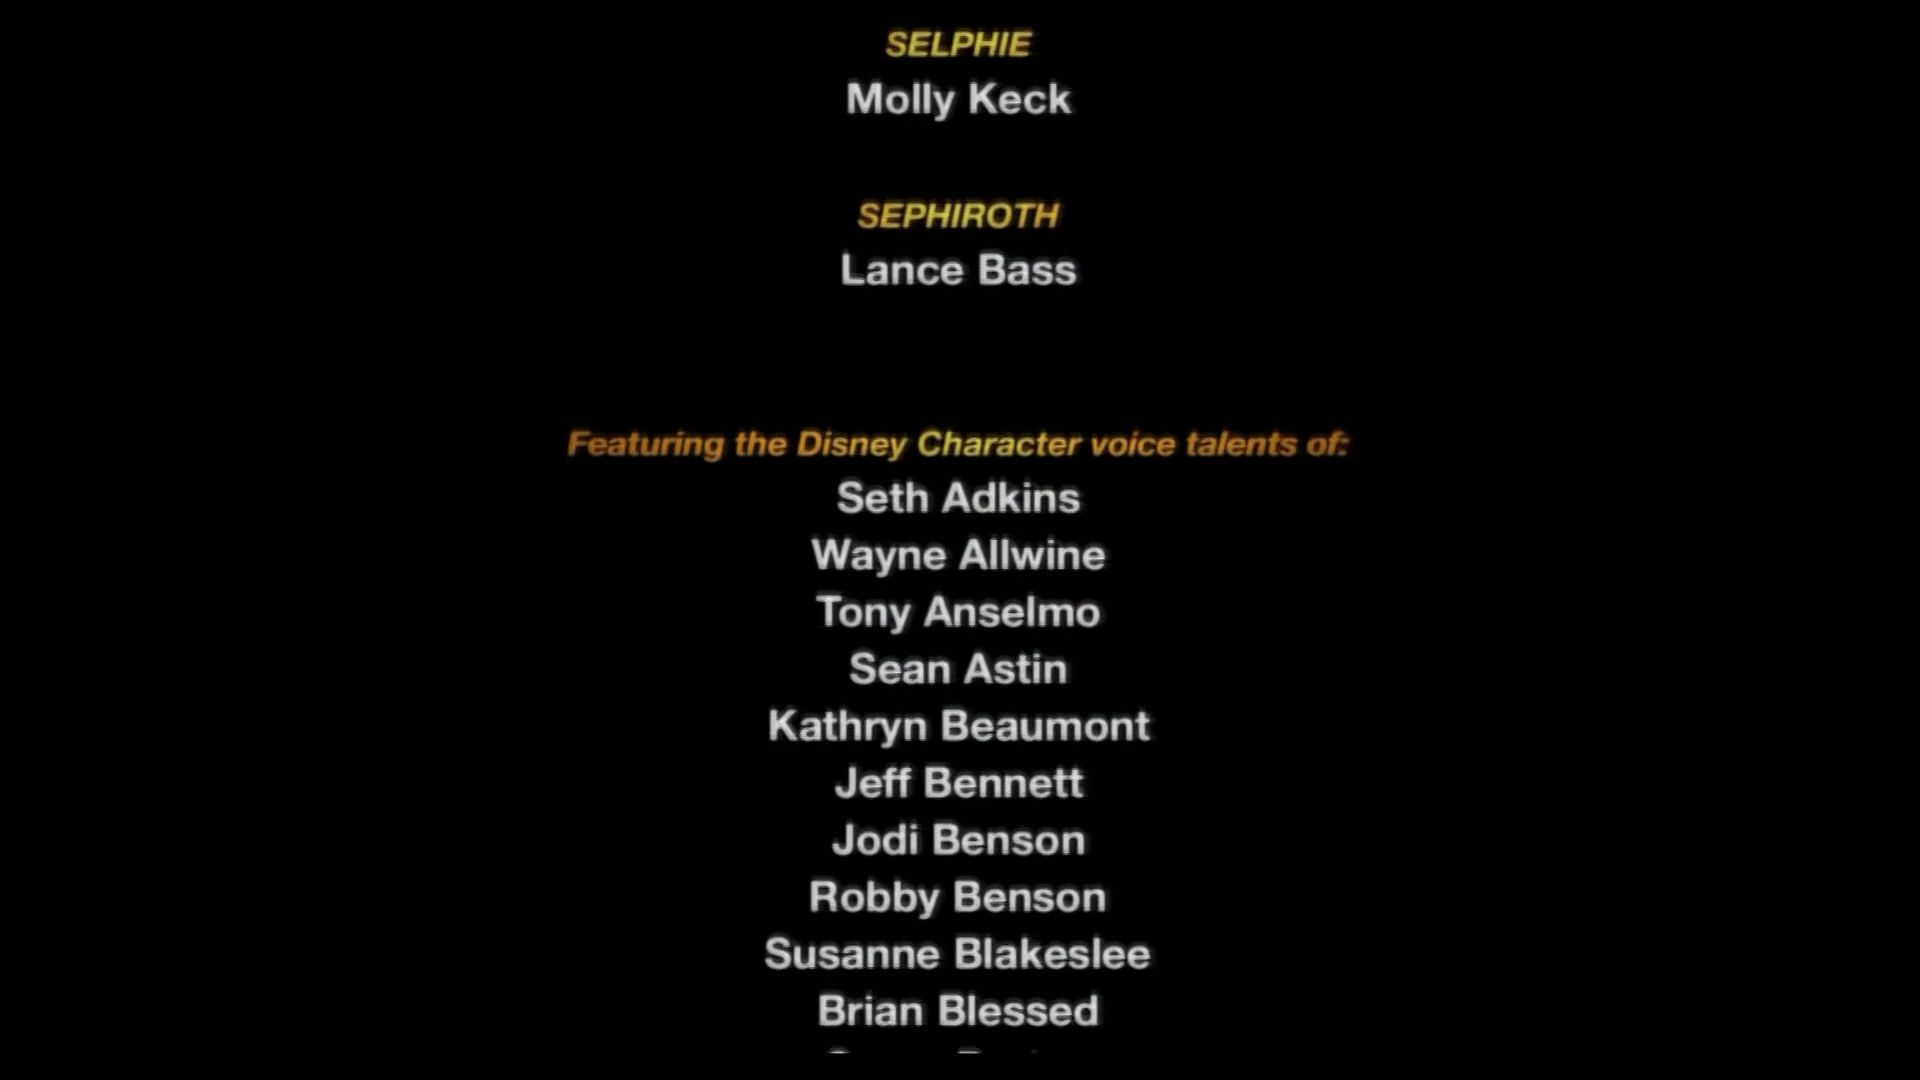 SELPHIE
Molly Keck
SEPHIROTH
Lance Bass
Featuring the Disney Character voice talents of:
Seth Adkins
Wayne Allwine
Tony Anselmo
Sean Astin
Kathryn Beaumont
Jeff Bennett
Jodi Benson
Robby Benson
Susanne Blakeslee
Brian Blessed